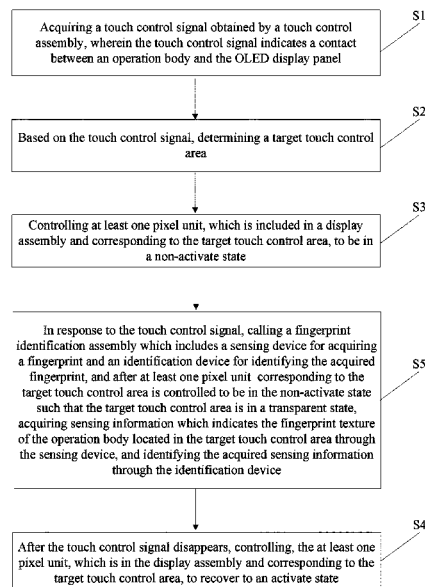 S1
Acquiring a touch control signal obtained by a touch control
assembly, wherein the touch control signal indicates a contact
between an operation body and the OLED display panel
S2
Based on the touch control signal, determining a target touch control
area
S3
Controlling at least one pixel unit, which is included in a display
assembly and corresponding to the target touch control area, to be in
a non-activate state
S5
In response to the touch control signal, calling a fingerprint
identification assembly which includes a sensing device for acquiring
a fingerprint and an identification device for identifying the acquired
fingerprint, and after at least one pixel unit corresponding to the
target touch control area is controlled to be in the non-activate state
such that the target touch control area is in a transparent state,
acquiring sensing information which indicates the fingerprint texture
of the operation body located in the target touch control area through
the sensing device, and identifying the acquired sensing information
through the identification device
S4
After the touch control signal disappears, controlling, the at least one
pixel unit, which is in the display assembly and corresponding to the
target touch control area, to recover to an activate state